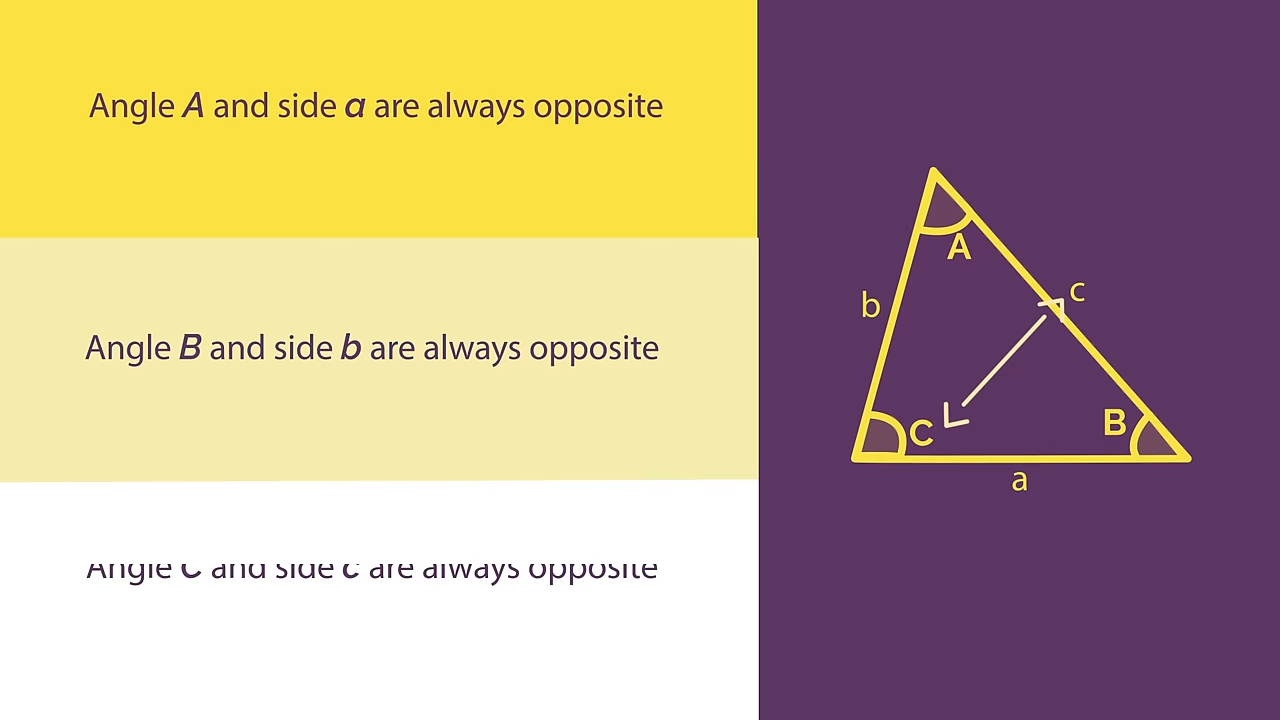 Angle A and side a are always opposite
Angle B and side b are always opposite
Angle C and side c are always opposite
A
c
b
C
B
a